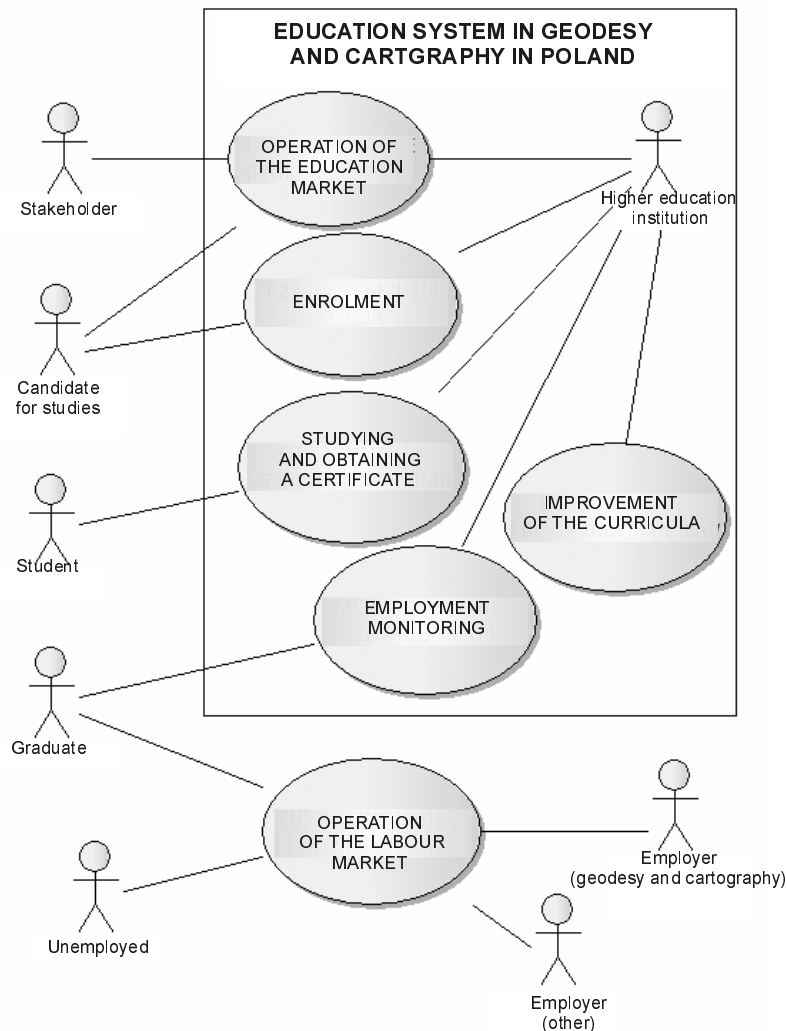 EDUCATION SYSTEM IN GEODESY
AND CARTGRAPHY IN POLAND
OPERATION OF
THE EDUCATION
MARKET
Stakeholder
Higher education
institution
ENROLMENT
Candidate
for studies
STUDYING
AND OBTAINING
A CERTIFICATE
IMPROVEMENT
OF THE CURRICULA
Student
EMPLOYMENT
MONITORING
Graduate
OPERATION
OF THE LABOUR
MARKET
Employer
(geodesy and cartography)
Unemployed
Employer
(other)